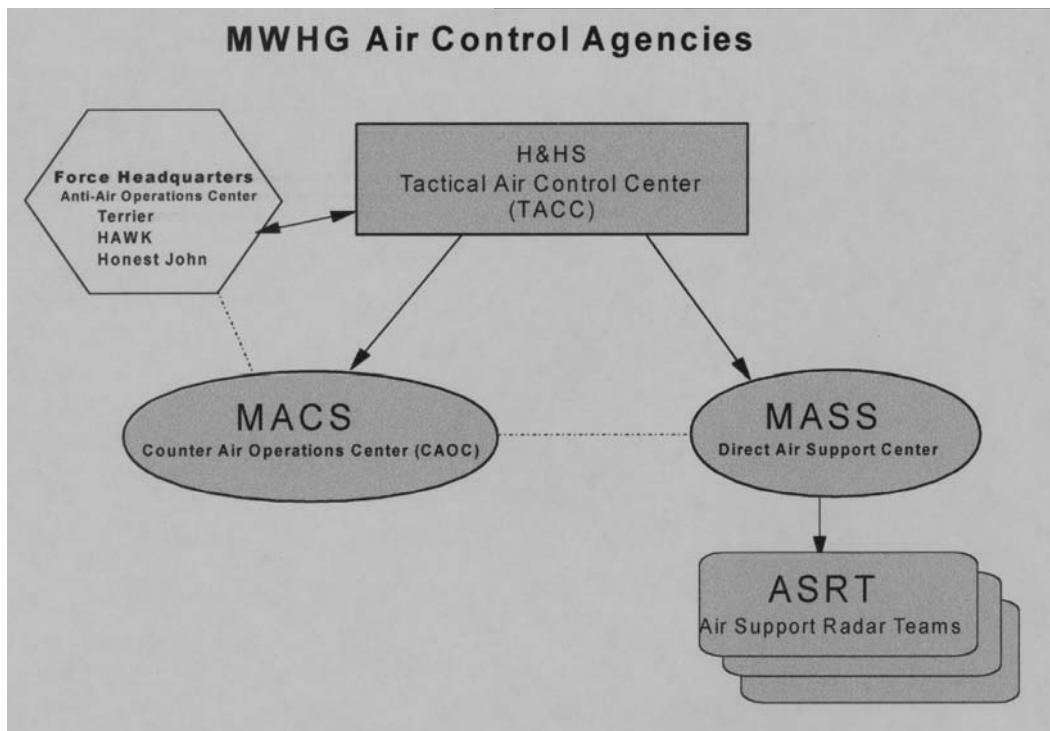 MWHG Air Control Agencies
Force Headquarters
Anti-Air Operations Center
Terrier
HAWK
Honest John
H&HS
Tactical Air Control Center
(TACC)
MACS
Counter Air Operations Center (CAOC)
MASS
Direct Air Support Center
ASRT
Air Support Radar Teams